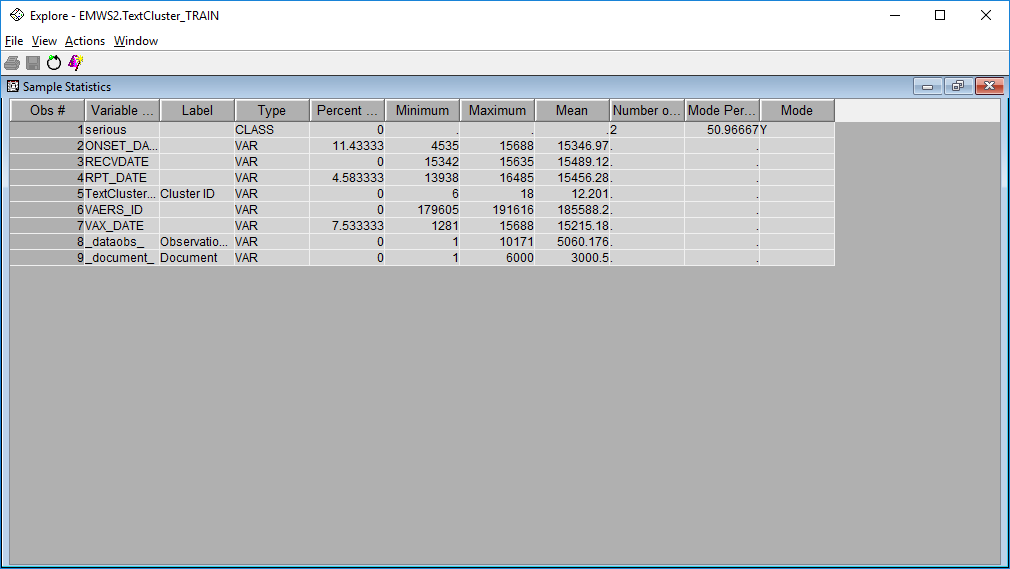 Explore - EMWS2.TextCluster_TRAIN
File View Actions Window
Sample Statistics
Obs # Variable ... Label Type Percent ... Minimum Maximum Mean Number o... Mode Per... Mode
1 serious CLASS 0 . . . 2 50.96667 Y
2 ONSET_DA... VAR 11.43333 4535 15688 15346.97 . .
3 RECVDATE VAR 0 15342 15635 15489.12 . .
4 RPT_DATE VAR 4.583333 13938 16485 15456.28 . .
5 TextCluster... Cluster ID VAR 0 6 18 12.201 . .
6 VAERS_ID VAR 0 179605 191616 185588.2 . .
7 VAX_DATE VAR 7.533333 1281 15688 15215.18 . .
8 _dataobs_ Observatio... VAR 0 1 10171 5060.176 . .
9 _document_ Document VAR 0 1 6000 3000.5 . .